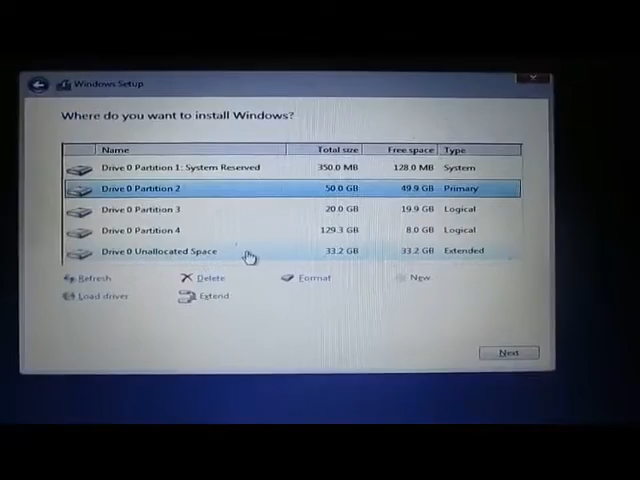 Windows Setup
Where do you want to install Windows?
Name Total size Free space Type
Drive 0 Partition 1: System Reserved 350.0 MB 128.0 MB System
Drive 0 Partition 2 50.0 GB 49.9 GB Primary
Drive 0 Partition 3 20.0 GB 19.9 GB Logical
Drive 0 Partition 4 129.3 GB 8.0 GB Logical
Drive 0 Unallocated Space 33.2 GB 33.2 GB Extended
Refresh Delete Format New
Load driver Extend
Next